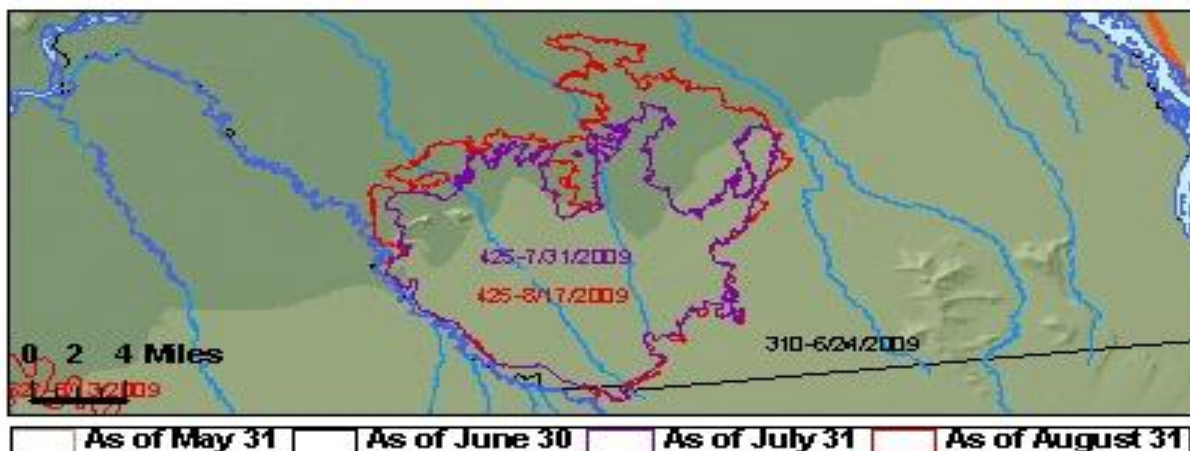 425-7/31/2009
425-8/17/2009
310-6/24/2009
0 2 4 Miles
As of May 31 As of June 30 As of July 31 As of August 31